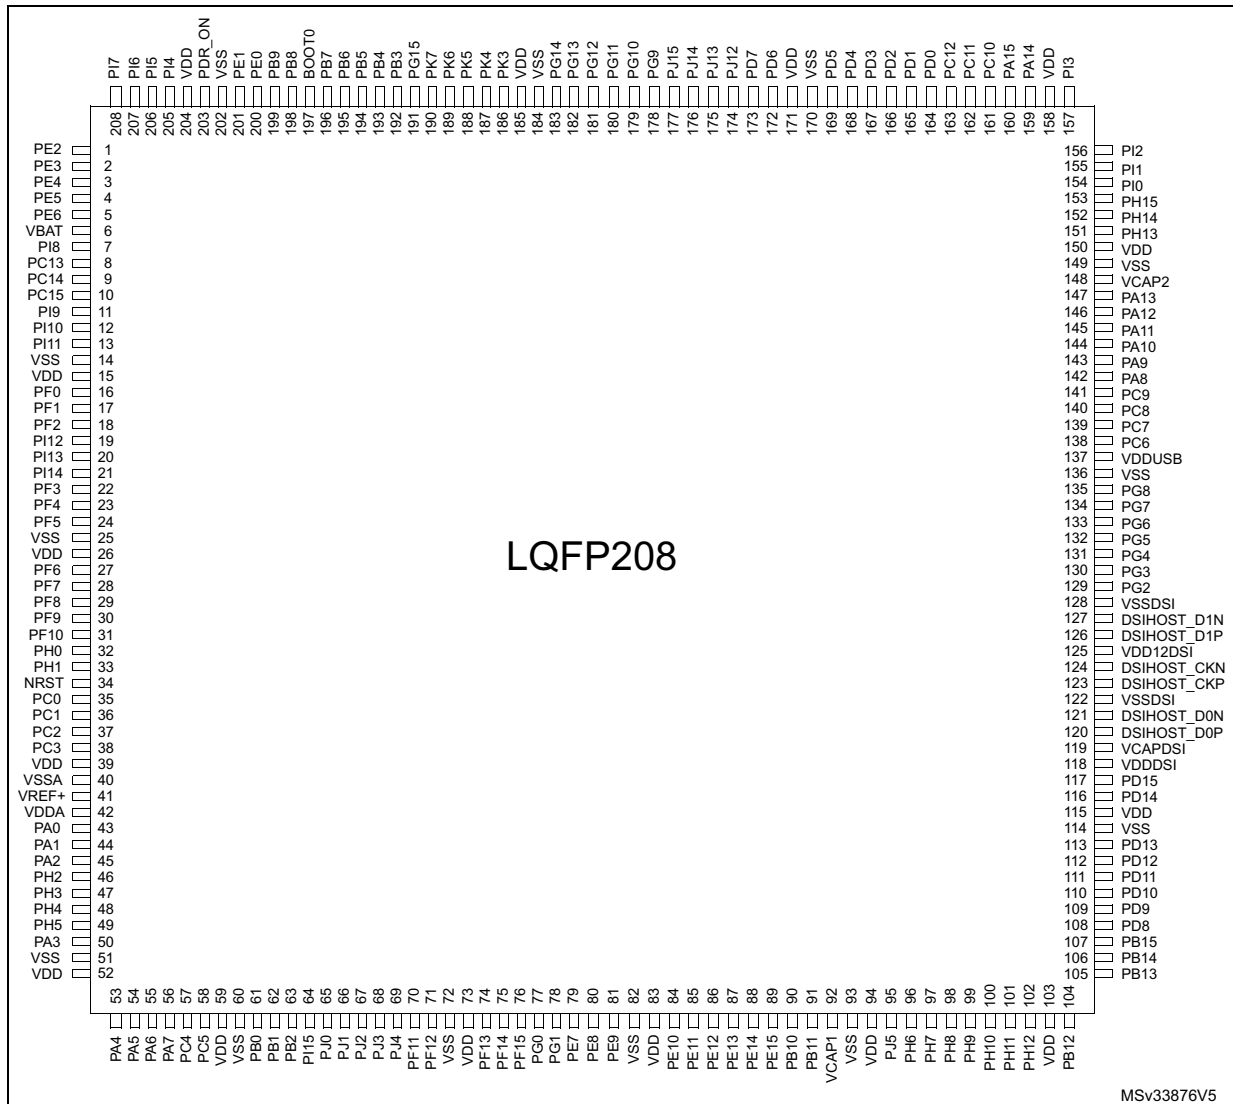 PI7 PI6 PI5 PI4 VDD PDR_ON VSS PE1 PE0 PB9 PB8 BOOT0 PB7 PB6 PB5 PB4 PB3 PG15 PK7 PK6 PK5 PK4 PK3 VDD VSS PG14 PG13 PG12 PG11 PG10 PG9 PJ15 PJ14 PJ13 PJ12 PD7 PD6 VDD VSS PD5 PD4 PD3 PD2 PD1 PD0 PC12 PC11 PC10 PA15 PA14 VDD PI3
208 207 206 205 204 203 202 201 200 199 198 197 196 195 194 193 192 191 190 189 188 187 186 185 184 183 182 181 180 179 178 177 176 175 174 173 172 171 170 169 168 167 166 165 164 163 162 161 160 159 158 157
PE2 1
PE3 2
PE4 3
PE5 4
PE6 5
VBAT 6
PI8 7
PC13 8
PC14 9
PC15 10
PI9 11
PI10 12
PI11 13
VSS 14
VDD 15
PF0 16
PF1 17
PF2 18
PI12 19
PI13 20
PI14 21
PF3 22
PF4 23
PF5 24
VSS 25
VDD 26
PF6 27
PF7 28
PF8 29
PF9 30
PF10 31
PH0 32
PH1 33
NRST 34
PC0 35
PC1 36
PC2 37
PC3 38
VDD 39
VSSA 40
VREF+ 41
VDDA 42
PA0 43
PA1 44
PA2 45
PH2 46
PH3 47
PH4 48
PH5 49
PA3 50
VSS 51
VDD 52
LQFP208
156 PI2
155 PI1
154 PI0
153 PH15
152 PH14
151 PH13
150 VDD
149 VSS
148 VCAP2
147 PA13
146 PA12
145 PA11
144 PA10
143 PA9
142 PA8
141 PC9
140 PC8
139 PC7
138 PC6
137 VDDUSB
136 VSS
135 PG8
134 PG7
133 PG6
132 PG5
131 PG4
130 PG3
129 PG2
128 VSSDSI
127 DSIHOST_D1N
126 DSIHOST_D1P
125 VDD12DSI
124 DSIHOST_CKN
123 DSIHOST_CKP
122 VSSDSI
121 DSIHOST_D0N
120 DSIHOST_D0P
119 VCAPDSI
118 VDDDSI
117 PD15
116 PD14
115 VDD
114 VSS
113 PD13
112 PD12
111 PD11
110 PD10
109 PD9
108 PD8
107 PB15
106 PB14
105 PB13
53 54 55 56 57 58 59 60 61 62 63 64 65 66 67 68 69 70 71 72 73 74 75 76 77 78 79 80 81 82 83 84 85 86 87 88 89 90 91 92 93 94 95 96 97 98 99 100 101 102 103 104
PA4 PA5 PA6 PA7 PC4 PC5 VDD VSS PB0 PB1 PB2 PI15 PJ0 PJ1 PJ2 PJ3 PJ4 PF11 PF12 VSS VDD PF13 PF14 PF15 PG0 PG1 PE7 PE8 PE9 VSS VDD PE10 PE11 PE12 PE13 PE14 PE15 PB10 PB11 VCAP1 VSS VDD PJ5 PH6 PH7 PH8 PH9 PH10 PH11 PH12 VDD PB12
MSv33876V5